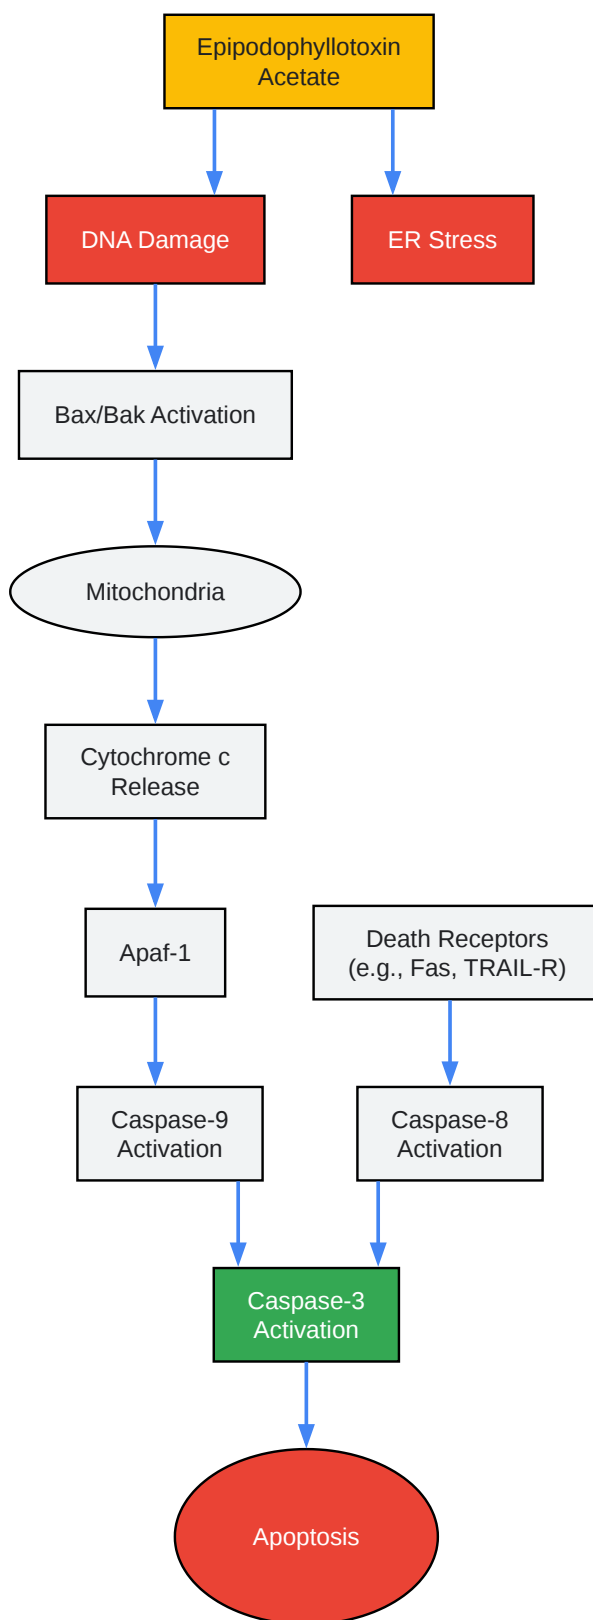 Epipodophyllotoxin
Acetate
DNA Damage
ER Stress
Bax/Bak Activation
Mitochondria
Cytochrome c
Release
Apaf-1
Death Receptors
(e.g., Fas, TRAIL-R)
Caspase-9
Activation
Caspase-8
Activation
Caspase-3
Activation
Apoptosis